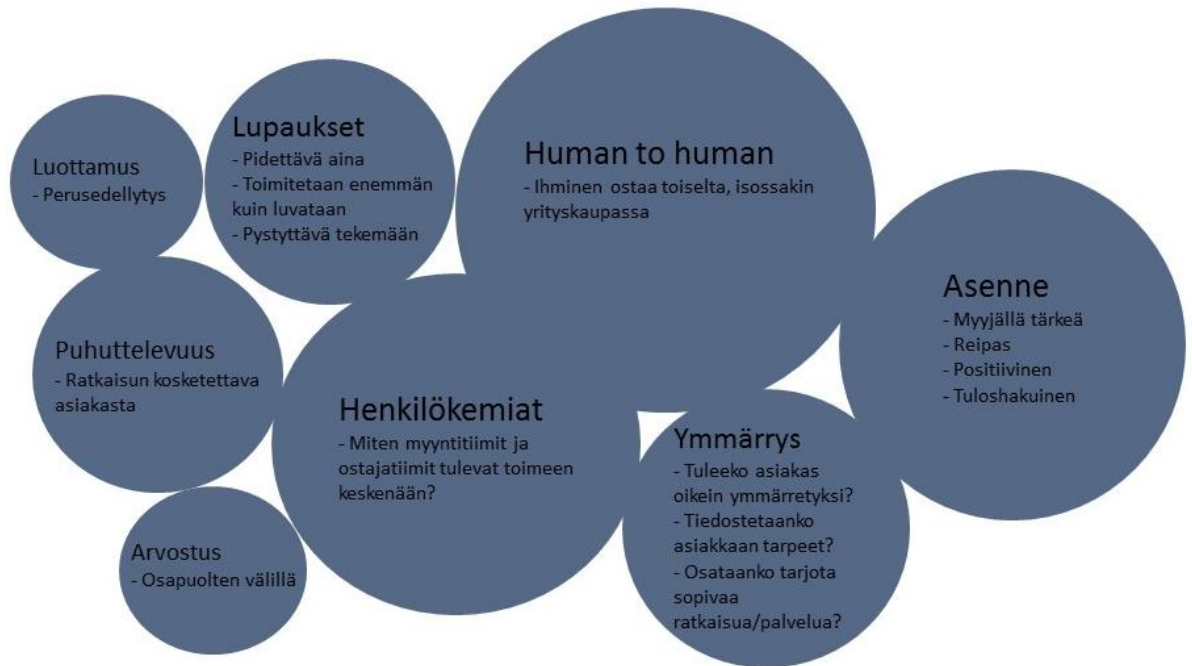 Luottamus
- Perusedellytys
Lupaukset
- Pidettävä aina
- Toimitetaan enemmän
kuin luvataan
- Pystyttävä tekemään
Human to human
- Ihminen ostaa toiselta, isossakin
yrityskaupassa
Asenne
- Myyjällä tärkeä
- Reipas
- Positiivinen
- Tuloshakuinen
Puhuttelevuus
- Ratkaisun kosketettava
asiakasta
Henkilökemiat
- Miten myyntitiimit ja
ostajatiimit tulevat toimeen
keskenään?
Ymmärrys
- Tuleeko asiakas
oikein ymmärretyksi?
- Tiedostetaanko
asiakkaan tarpeet?
- Osataanko tarjota
sopivaa
ratkaisua/palvelua?
Arvostus
- Osapuolten välillä